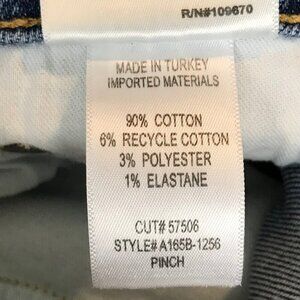 R/N#109670
MADE IN TURKEY
IMPORTED MATERIALS
90% COTTON
6% RECYCLE COTTON
3% POLYESTER
1% ELASTANE
CUT# 57506
STYLE# A165B-1256
PINCH